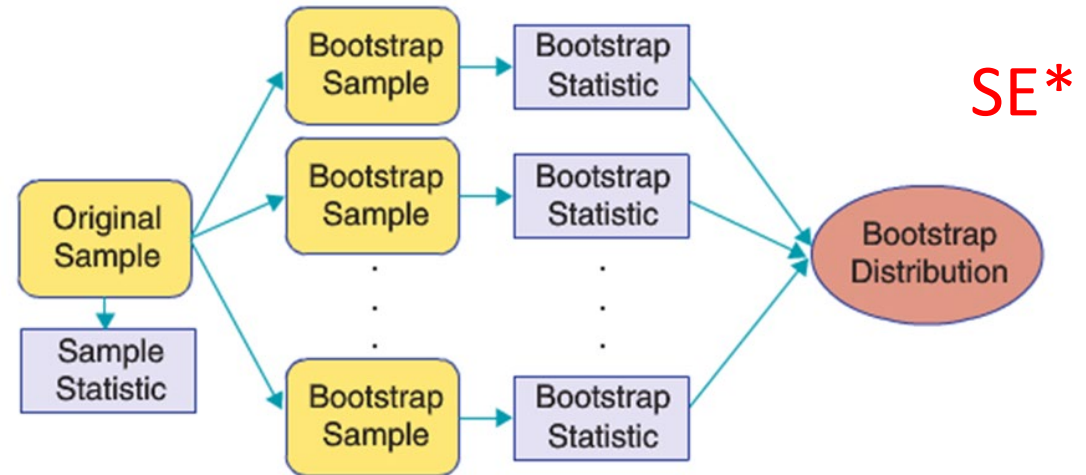 Bootstrap
Sample
Bootstrap
Statistic
SE*
Bootstrap
Sample
Bootstrap
Statistic
Original
Sample
Bootstrap
Distribution
Sample
Statistic
Bootstrap
Sample
Bootstrap
Statistic